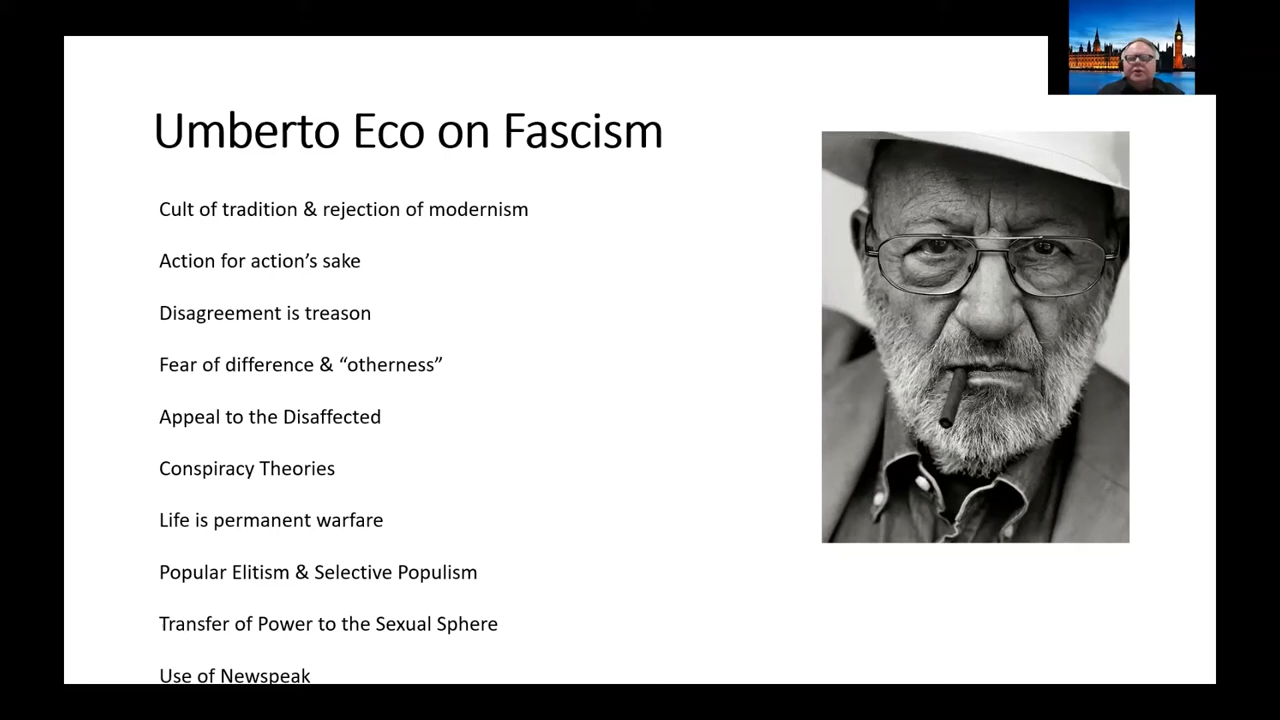 Umberto Eco on Fascism
Cult of tradition & rejection of modernism
Action for action’s sake
Disagreement is treason
Fear of difference & “otherness”
Appeal to the Disaffected
Conspiracy Theories
Life is permanent warfare
Popular Elitism & Selective Populism
Transfer of Power to the Sexual Sphere
Use of Newspeak